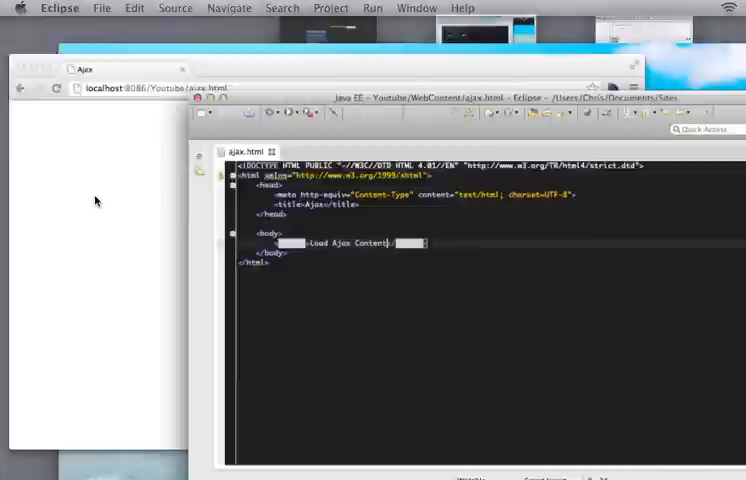 Eclipse File Edit Source Navigate Search Project Run Window Help
Ajax
localhost:8086/Youtube/ajax.html
Java EE - Youtube/WebContent/ajax.html - Eclipse - /Users/Chris/Documents/Sites
Quick Access
ajax.html
<!DOCTYPE HTML PUBLIC "-//W3C//DTD HTML 4.01//EN" "http://www.w3.org/TR/html4/strict.dtd">
<html xmlns="http://www.w3.org/1999/xhtml">
<head>
<meta http-equiv="Content-Type" content="text/html; charset=UTF-8">
<title>Ajax</title>
</head>
<body>
>Load Ajax Content</
</body>
</html>